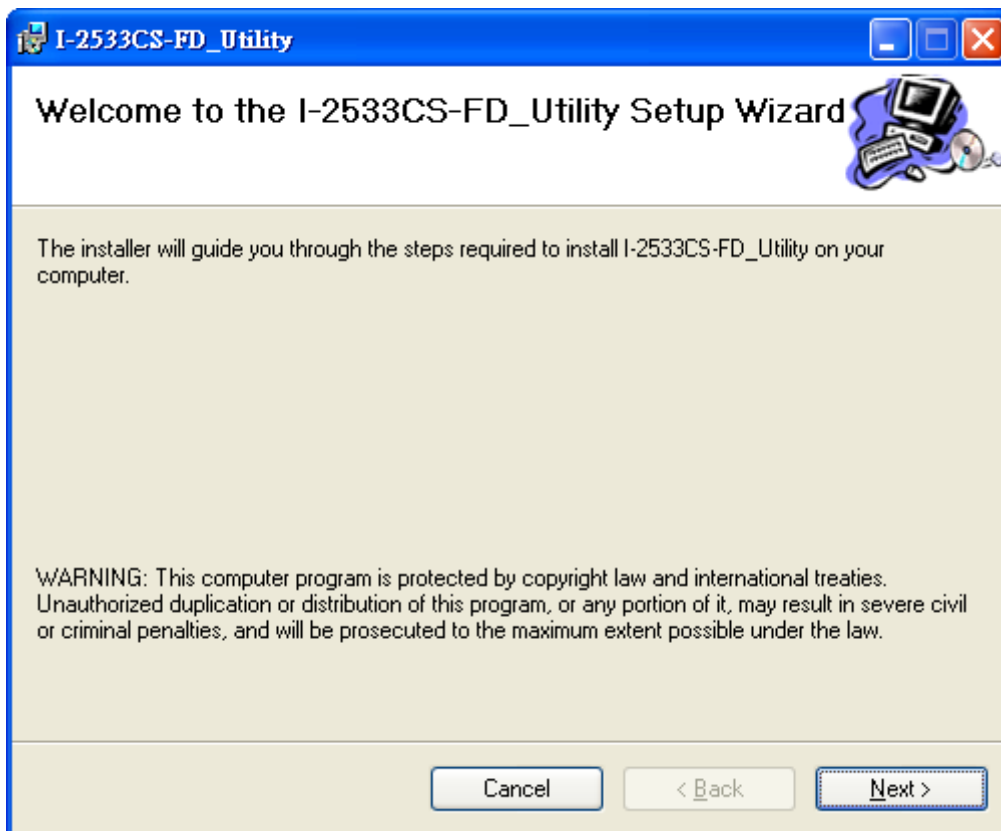 I-2533CS-FD_Utility
Welcome to the I-2533CS-FD_Utility Setup Wizard
The installer will guide you through the steps required to install I-2533CS-FD_Utility on your
computer.
WARNING: This computer program is protected by copyright law and international treaties.
Unauthorized duplication or distribution of this program, or any portion of it, may result in severe civil
or criminal penalties, and will be prosecuted to the maximum extent possible under the law.
Cancel
< Back
Next >